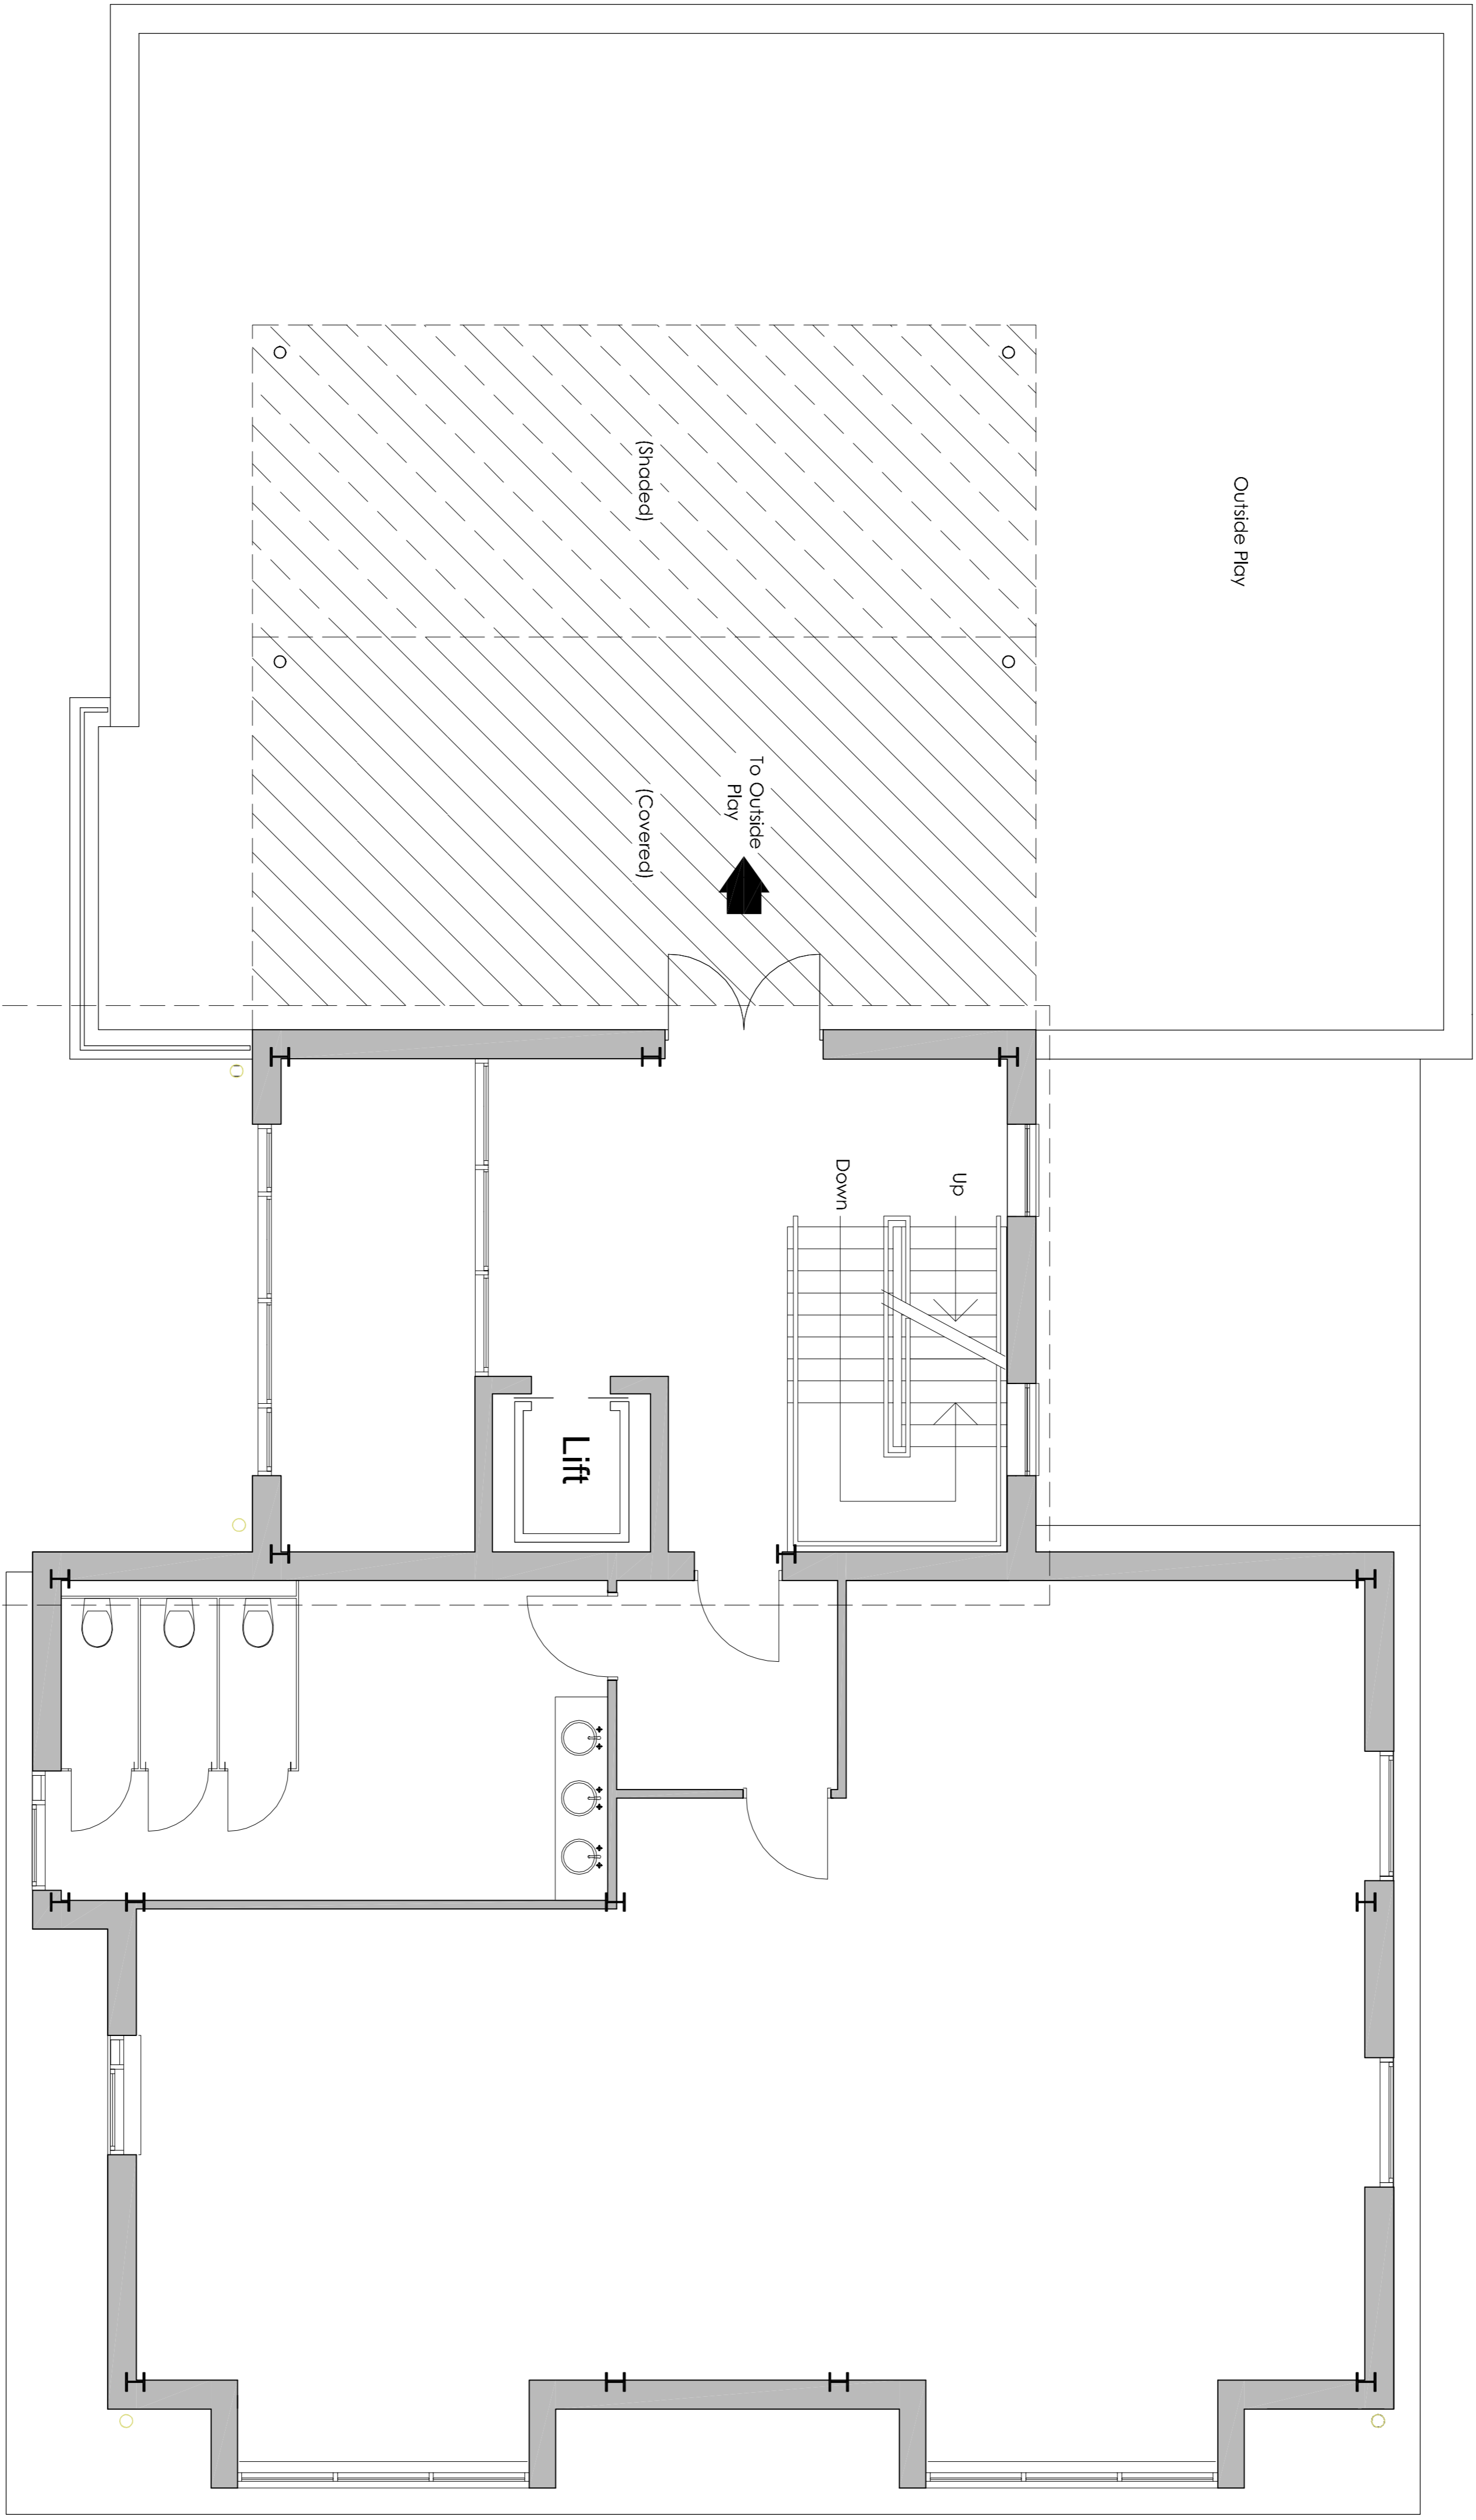 Outside Play
(Shaded)
To Outside
Play
(Covered)
Up
Down
Lift